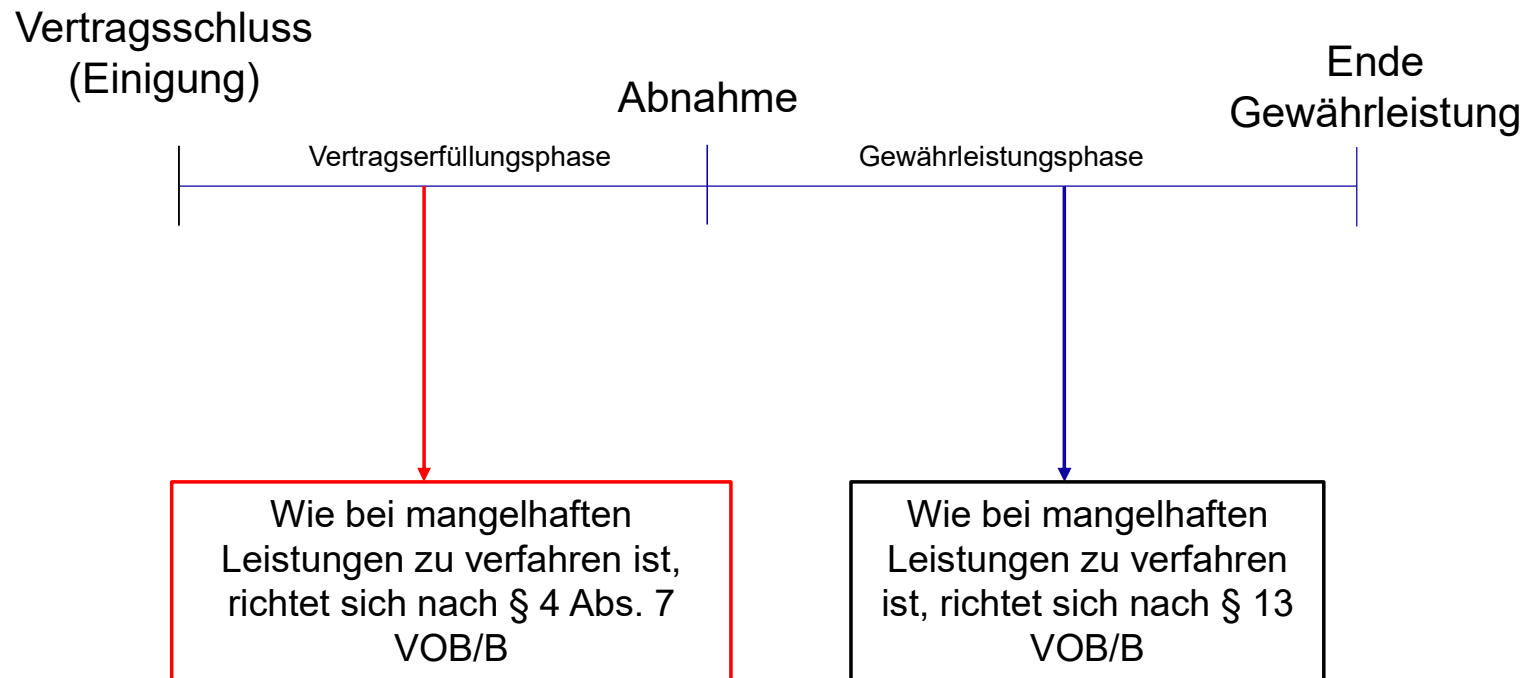 Vertragsschluss
(Einigung)
Abnahme
Ende
Gewährleistung
Vertragserfüllungsphase
Gewährleistungsphase
Wie bei mangelhaften
Leistungen zu verfahren ist,
richtet sich nach § 4 Abs. 7
VOB/B
Wie bei mangelhaften
Leistungen zu verfahren
ist, richtet sich nach § 13
VOB/B